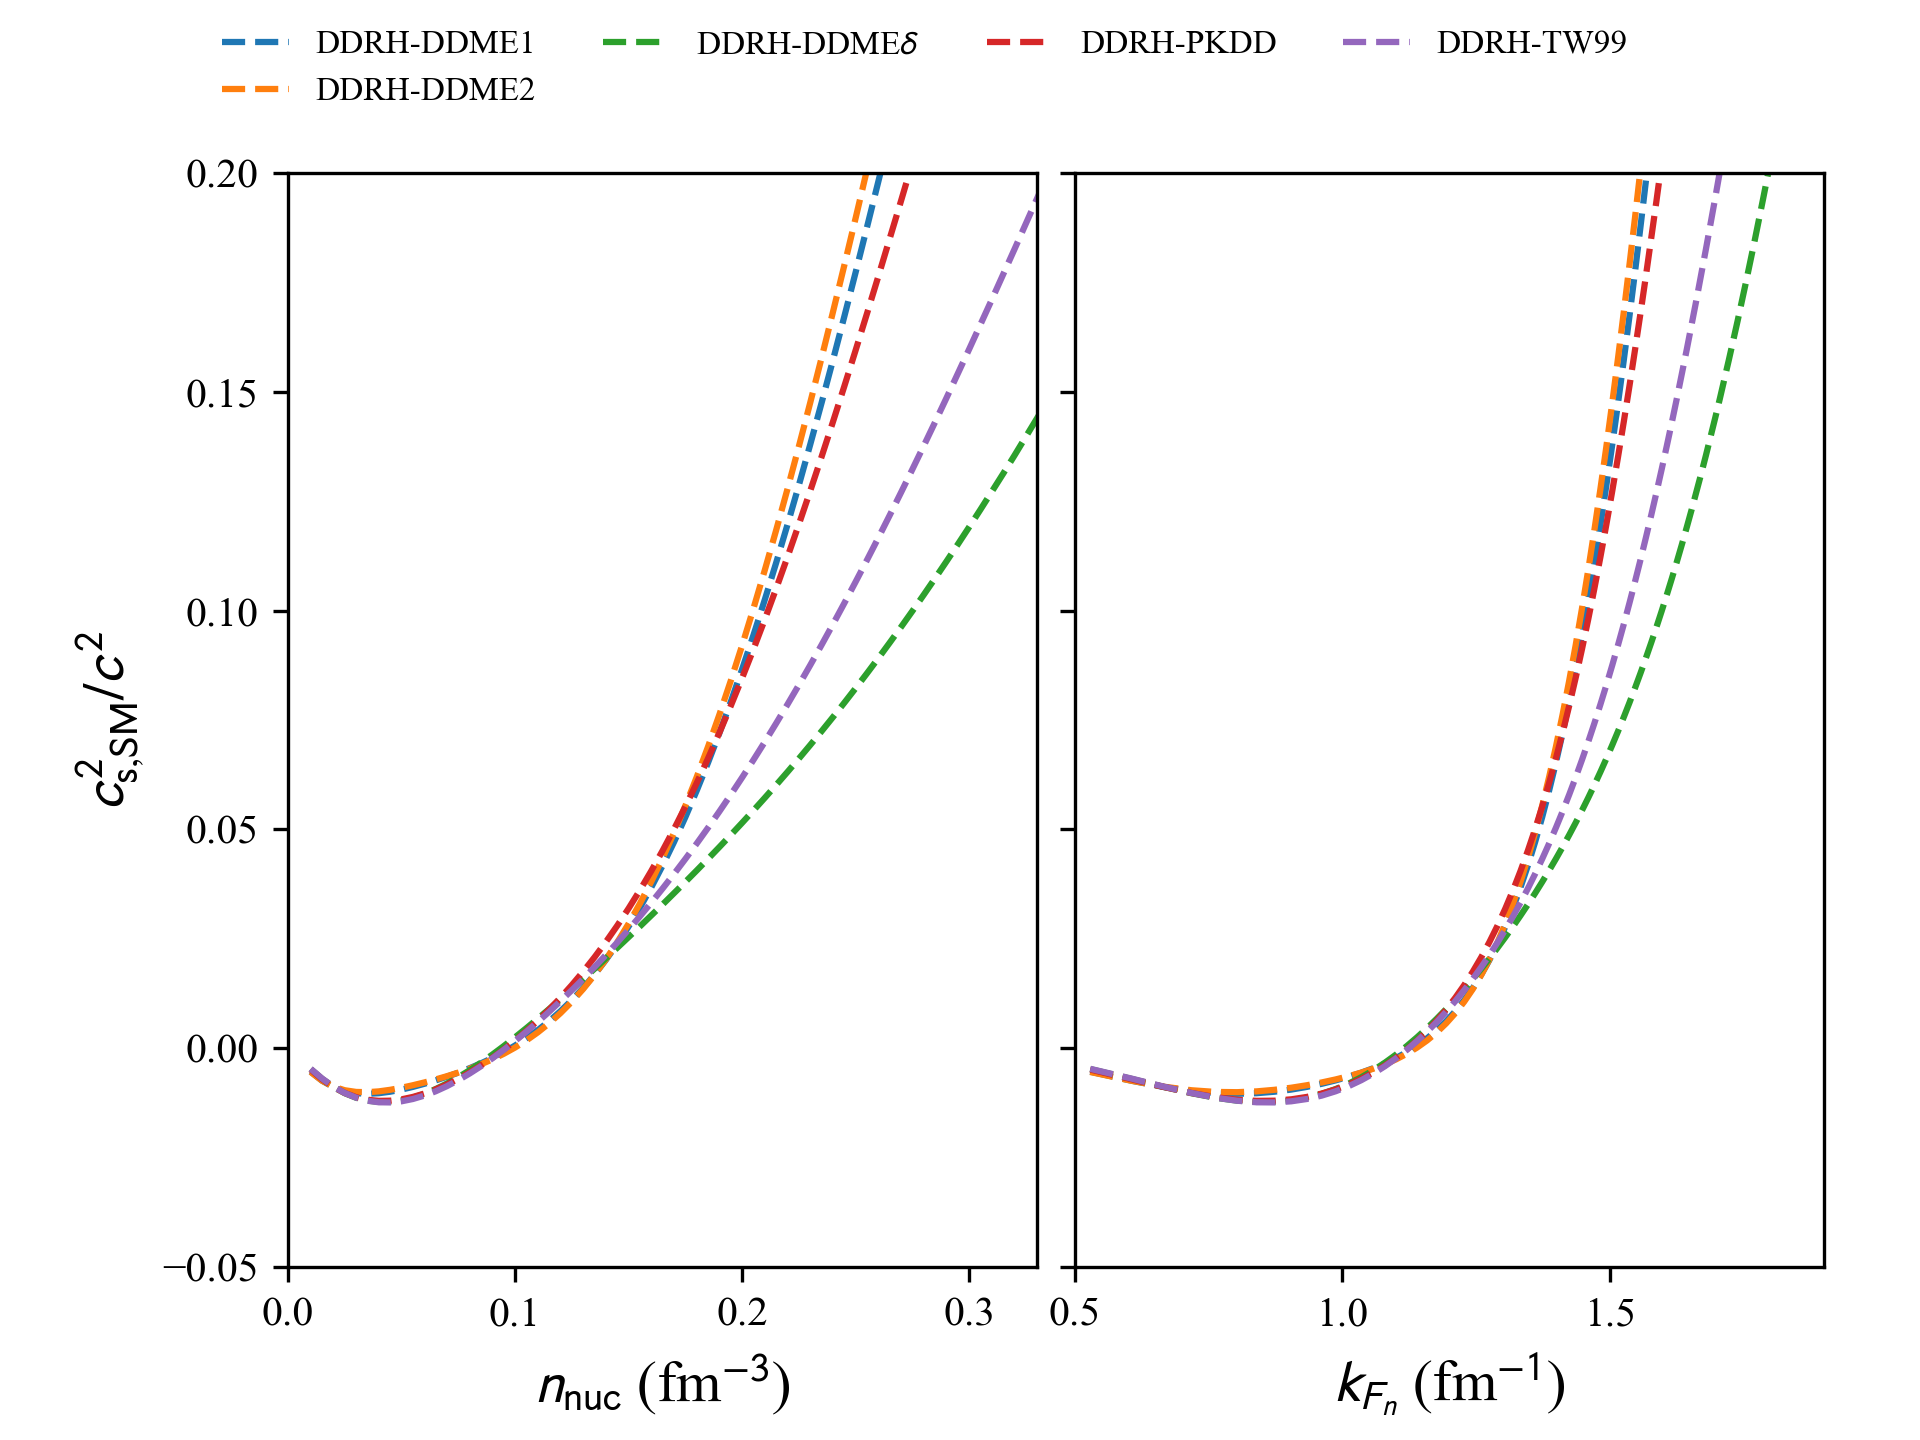 DDRH-DDME1 DDRH-DDMEδ DDRH-PKDD DDRH-TW99
DDRH-DDME2
0.20
0.15
0.10
0.05
0.00
−0.05
c²s,SM/c²
0.0 0.1 0.2 0.3 0.5 1.0 1.5
nnuc (fm⁻³) kFn (fm⁻¹)